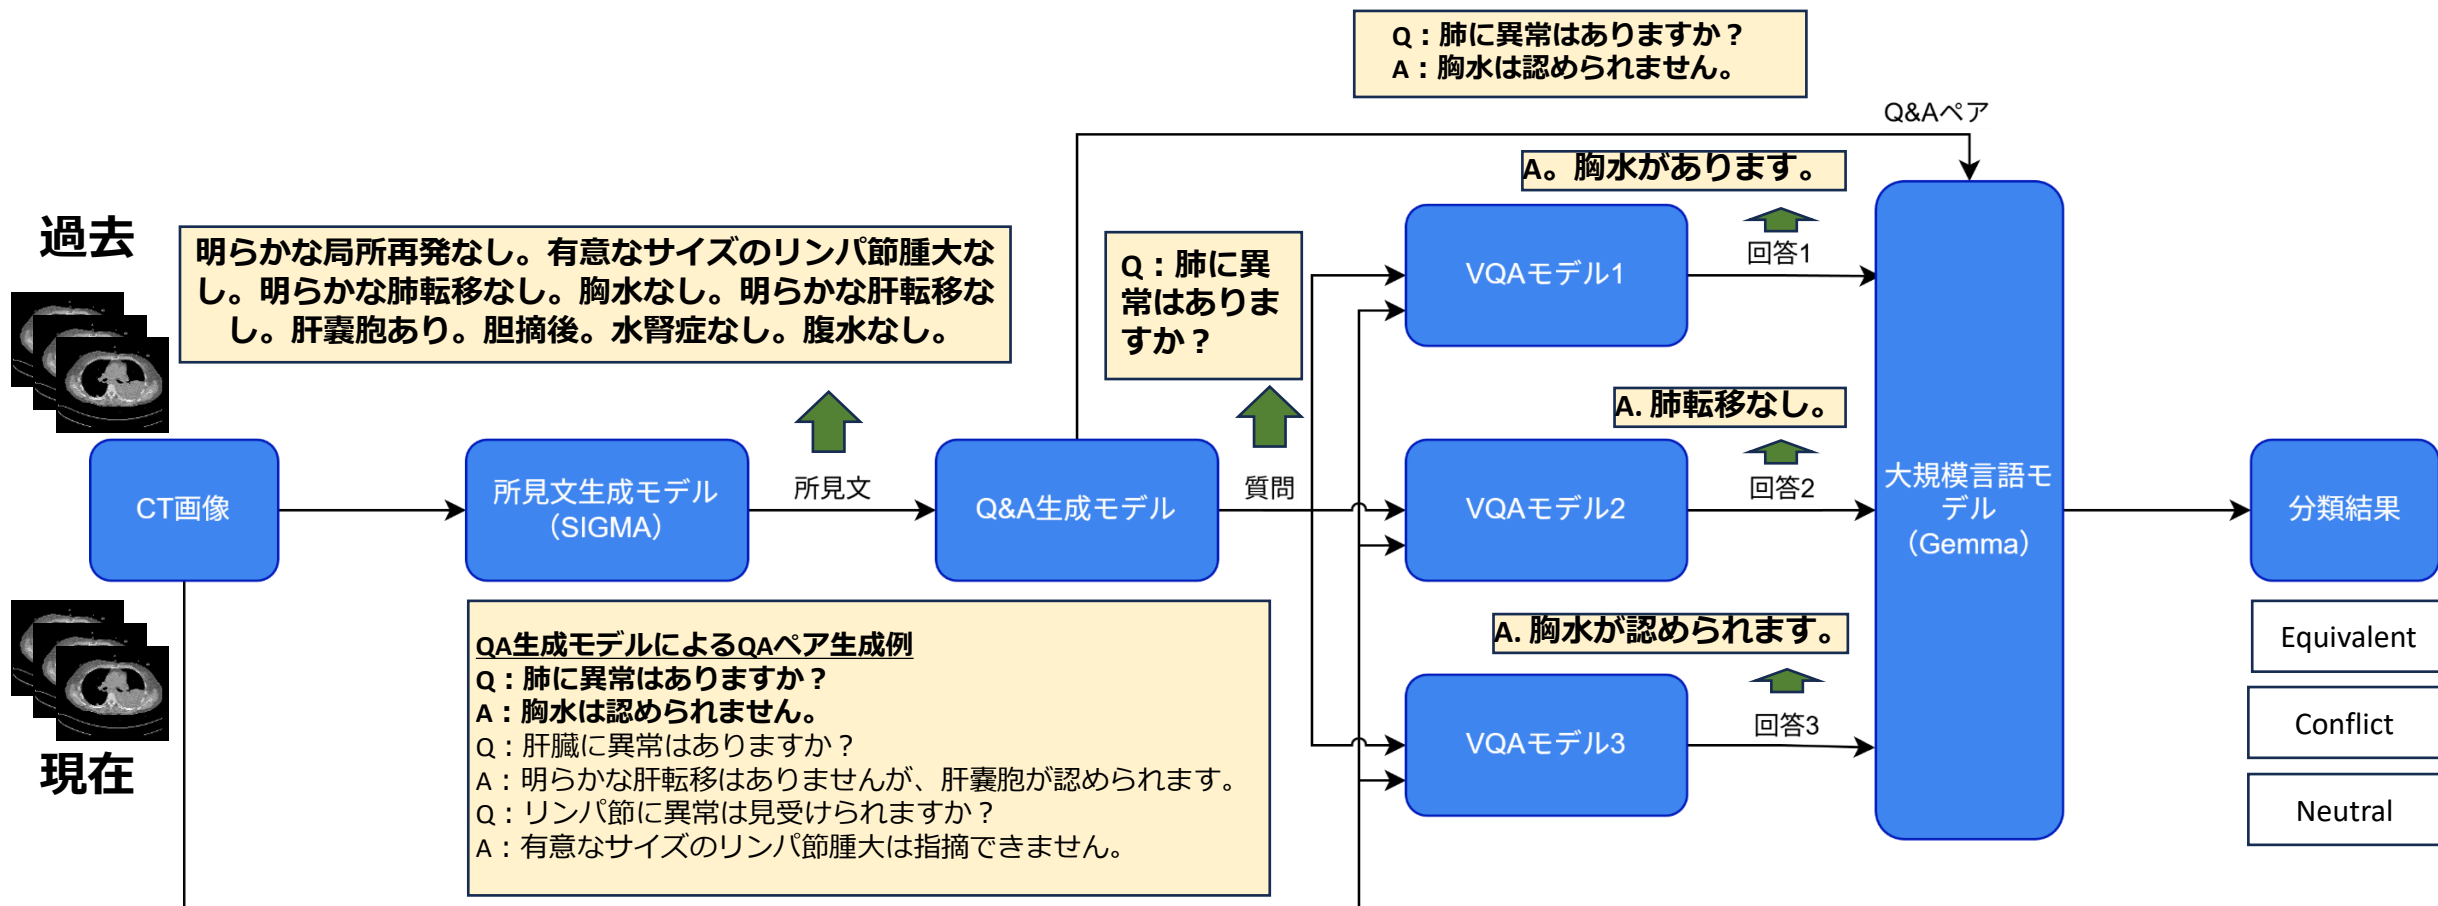 Q：肺に異常はありますか？
A：胸水は認められません。
Q&Aペア
A。胸水があります。
過去
明らかな局所再発なし。有意なサイズのリンパ節腫大な
し。明らかな肺転移なし。胸水なし。明らかな肝転移な
し。肝嚢胞あり。胆摘後。水腎症なし。腹水なし。
Q：肺に異
常はありま
すか？
VQAモデル1
回答1
A. 肺転移なし。
CT画像
所見文生成モデル
（SIGMA）
所見文
Q&A生成モデル
質問
VQAモデル2
回答2
大規模言語モ
デル
（Gemma）
分類結果
現在
QA生成モデルによるQAペア生成例
Q：肺に異常はありますか？
A：胸水は認められません。
Q：肝臓に異常はありますか？
A：明らかな肝転移はありませんが、肝嚢胞が認められます。
Q：リンパ節に異常は見受けられますか？
A：有意なサイズのリンパ節腫大は指摘できません。
A. 胸水が認められます。
VQAモデル3
回答3
Equivalent
Conflict
Neutral